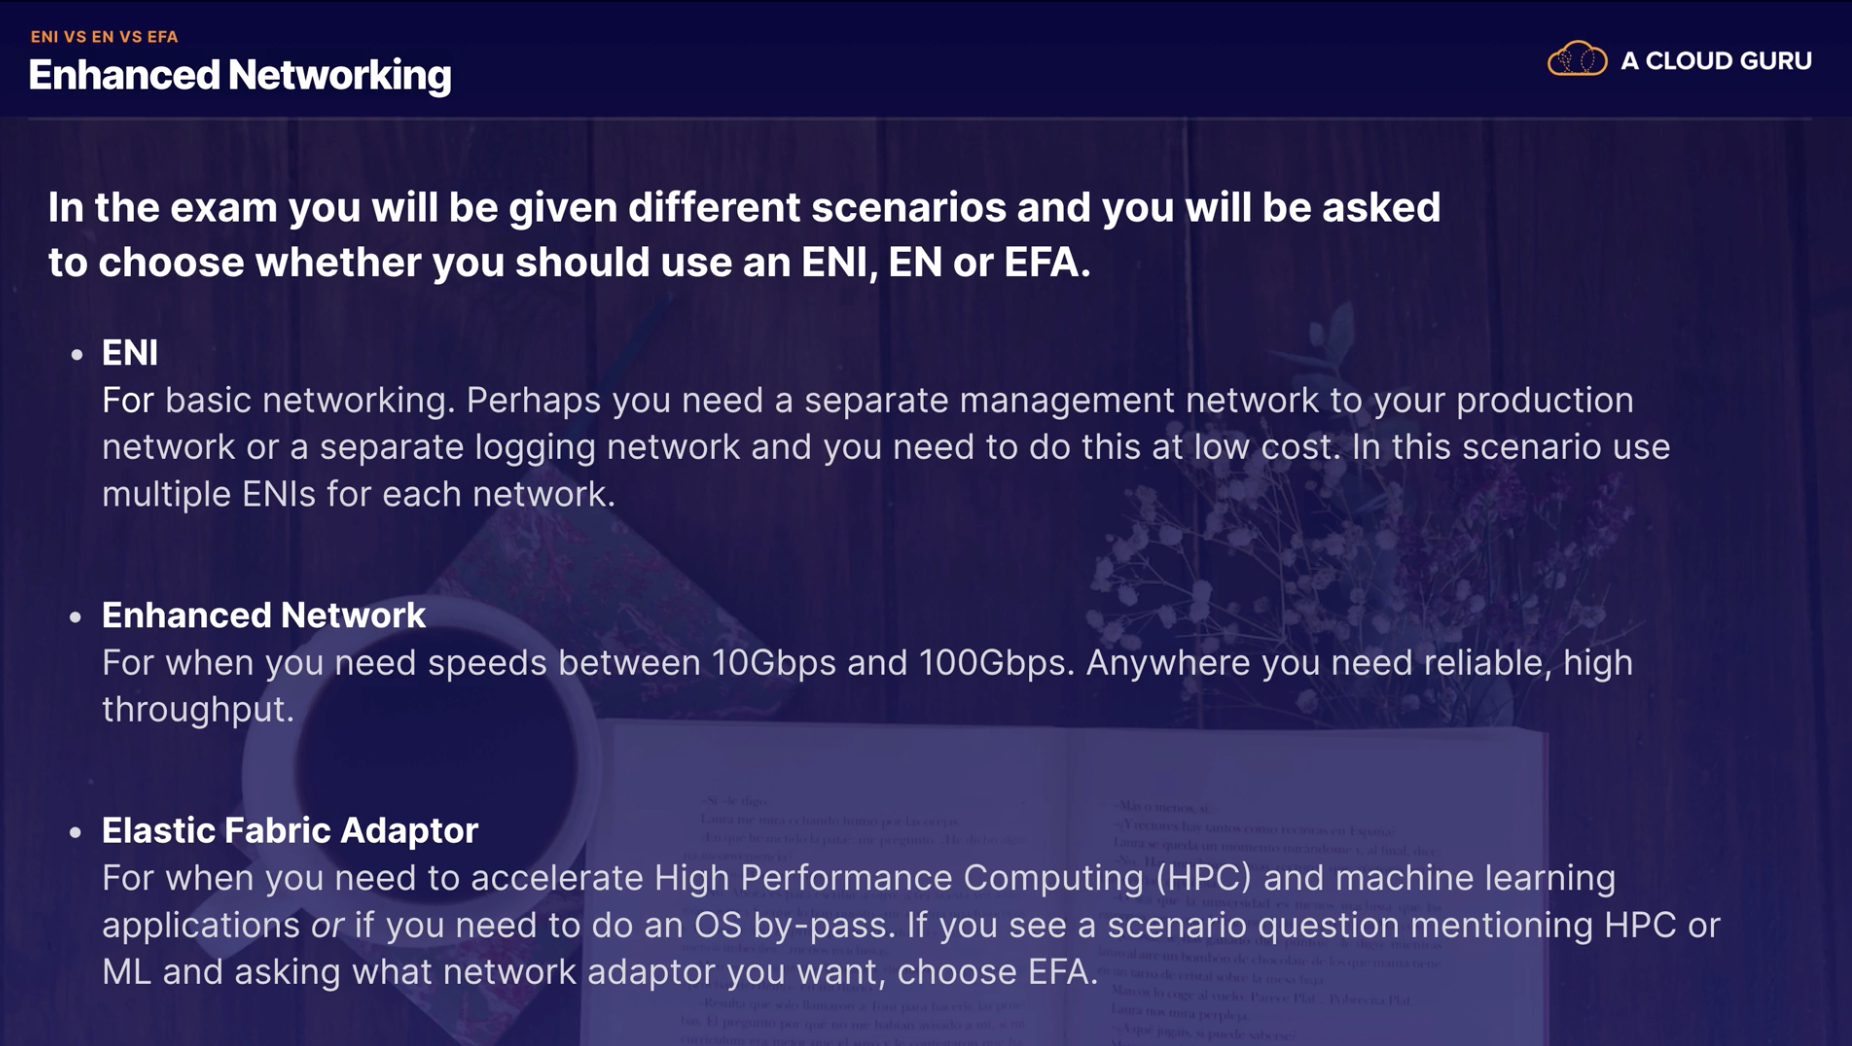 ENI VS EN VS EFA
Enhanced Networking
A CLOUD GURU
In the exam you will be given different scenarios and you will be asked
to choose whether you should use an ENI, EN or EFA.
• ENI
For basic networking. Perhaps you need a separate management network to your production
network or a separate logging network and you need to do this at low cost. In this scenario use
multiple ENIs for each network.
• Enhanced Network
For when you need speeds between 10Gbps and 100Gbps. Anywhere you need reliable, high
throughput.
• Elastic Fabric Adaptor
For when you need to accelerate High Performance Computing (HPC) and machine learning
applications or if you need to do an OS by-pass. If you see a scenario question mentioning HPC or
ML and asking what network adaptor you want, choose EFA.